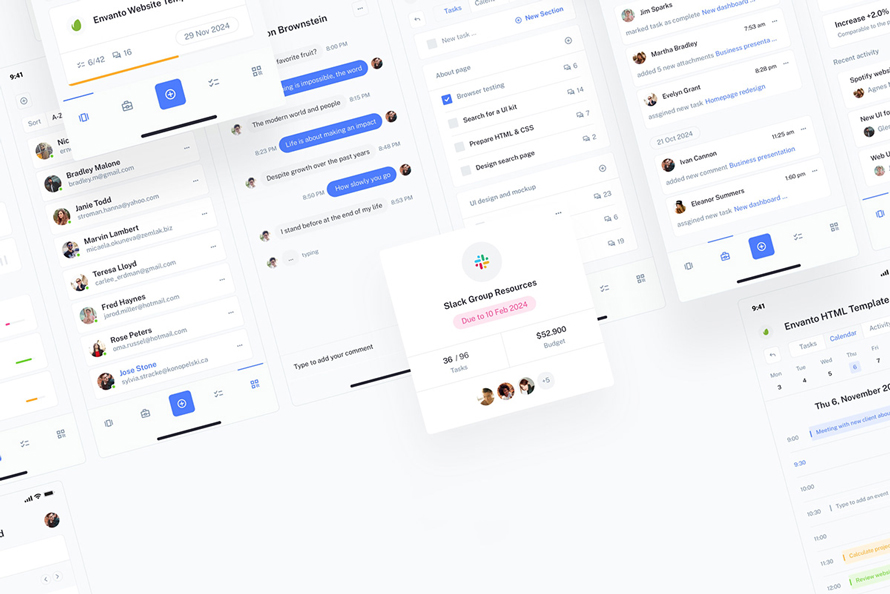 Envanto Website Temp
29 Nov 2024
6/42
16
9:41
Sort
A-Z
Nic
Bradley Malone
bradley.m@gmail.com
Janie Todd
stroman.hanna@yahoo.com
Marvin Lambert
micaela.okuneva@zemlak.biz
Teresa Lloyd
carlee_erdman@gmail.com
Fred Haynes
jarod.miller@hotmail.com
Rose Peters
oma.russel@hotmail.com
Jose Stone
sylvia.stracke@konopelski.ca
on Brownstein
favorite fruit?
8:00 PM
ng is impossible, the word
The modern world and people
8:15 PM
8:23 PM
Life is about making an impact
Despite growth over the past years
8:48 PM
8:50 PM
How slowly you go
I stand before at the end of my life
8:53 PM
... typing
Type to add your comment
Tasks
Calen
New Section
New task ...
About page
Browser testing
6
Search for a UI kit
14
Prepare HTML & CSS
7
Design search page
2
UI design and mockup
23
6
19
Slack Group Resources
Due to 10 Feb 2024
36 / 96
Tasks
$52.900
Budget
+5
Jim Sparks
marked task as complete New dashboard ...
Martha Bradley
7:53 am
added 5 new attachments Business presenta ...
Evelyn Grant
8:28 pm
assgined new task Homepage redesign
21 Oct 2024
Ivan Cannon
11:25 am
added new comment Business presentation
Eleanor Summers
1:60 pm
assgined new task New dashboard ...
Increase +2.0%
Comparable to the
Recent activity
Spotify webs
Agnes
New UI for
Glen
Web U
9:41
Envanto HTML Template
Tasks
Calendar
Activi
Mon
Tue
Wed
Thu
Fri
3
4
5
6
7
Thu 6, November 20
9:00
Meeting with new client about
9:30
10:00
10:30
Type to add an event
11:00
11:30
Calculate projec
12:00
Review websi